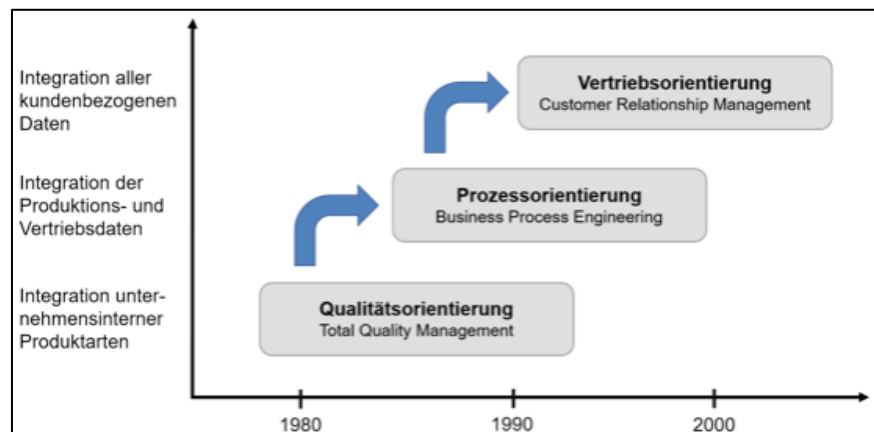 Integration aller
kundenbezogenen
Daten
Vertriebsorientierung
Customer Relationship Management
Integration der
Produktions- und
Vertriebsdaten
Prozessorientierung
Business Process Engineering
Integration unter-
nehmensinterner
Produktarten
Qualitätsorientierung
Total Quality Management
1980
1990
2000